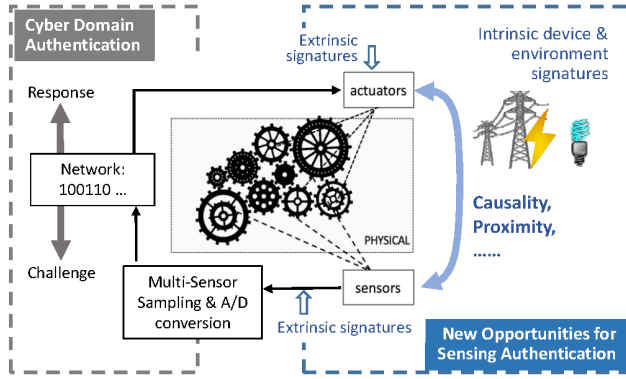 Cyber Domain
Authentication
Response
Network:
100110 ...
Challenge
Multi-Sensor
Sampling & A/D
conversion
Extrinsic
signatures
actuators
PHYSICAL
sensors
Extrinsic signatures
Intrinsic device &
environment
signatures
Causality,
Proximity,
......
New Opportunities for
Sensing Authentication